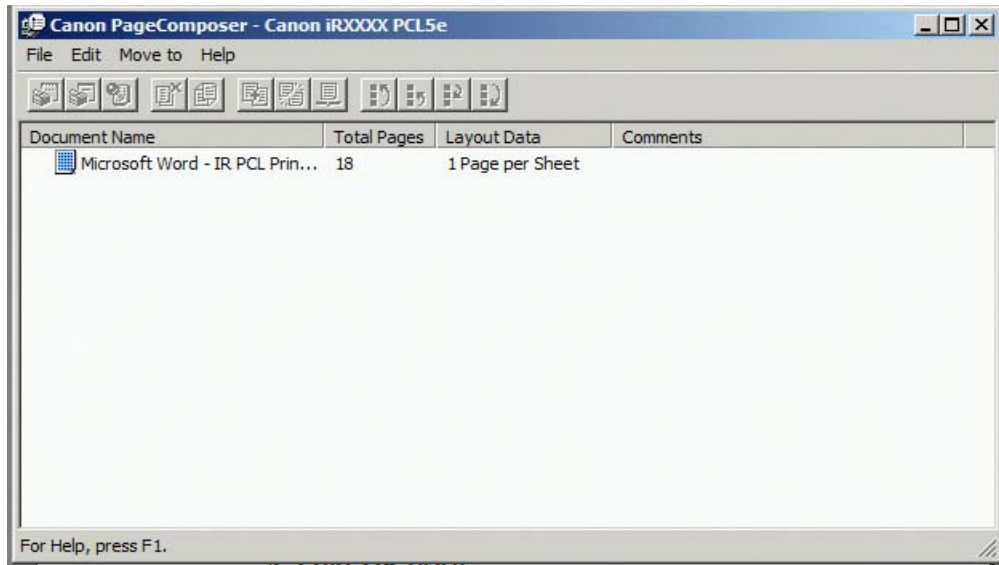 Canon PageComposer - Canon iRXXXX PCL5e
File Edit Move to Help
Document Name Total Pages Layout Data Comments
Microsoft Word - IR PCL Prin... 18 1 Page per Sheet
For Help, press F1.